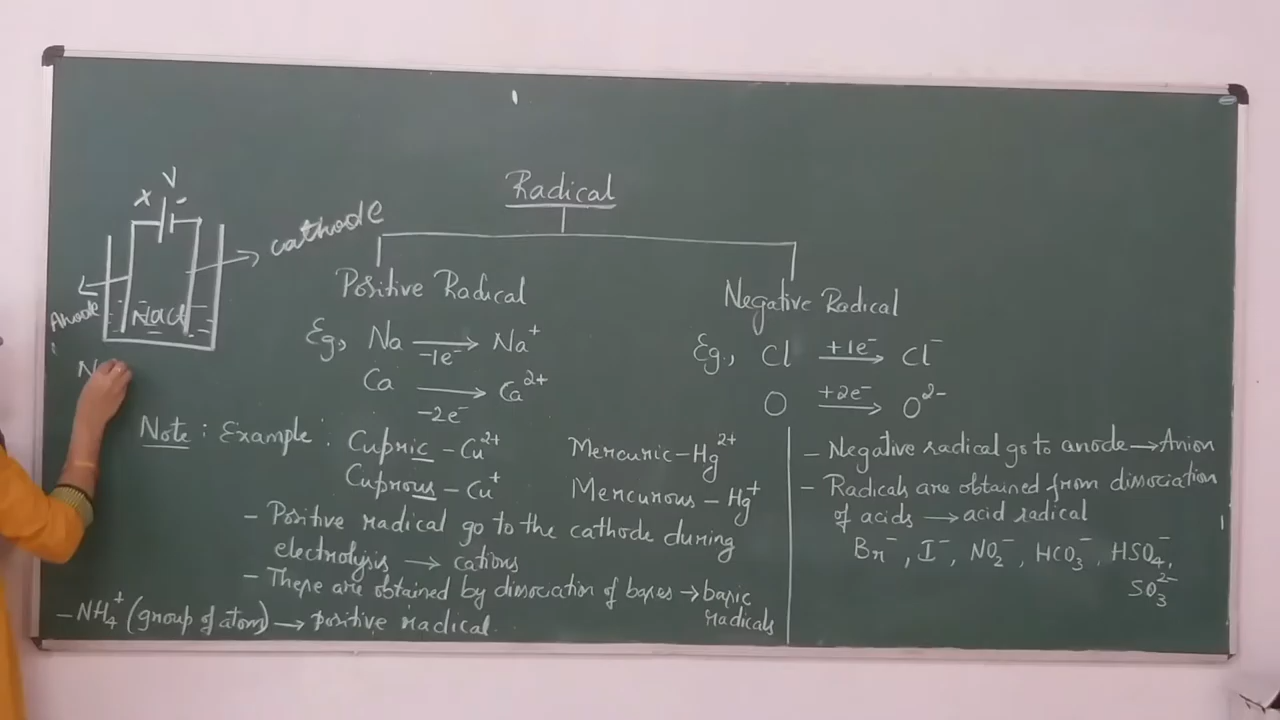 Radical
V
x -
cathode
Anode
NaCl
N
Positive Radical
Eg, Na —-1e⁻→ Na⁺
Ca —-2e⁻→ Ca²⁺
Negative Radical
Eg., Cl —+1e⁻→ Cl⁻
O —+2e⁻→ O²⁻
Note : Example : Cupric - Cu²⁺
Cuprous - Cu⁺
Mercuric - Hg²⁺
Mercurous - Hg⁺
- Positive radical go to the cathode during
electrolysis → cations
- These are obtained by dissociation of bases → basic
radicals
- NH₄⁺ (group of atom) → positive radical.
- Negative radical go to anode → Anion
- Radicals are obtained from dissociation
of acids → acid radical
Br⁻, I⁻, NO₂⁻, HCO₃⁻, HSO₄⁻,
SO₃²⁻